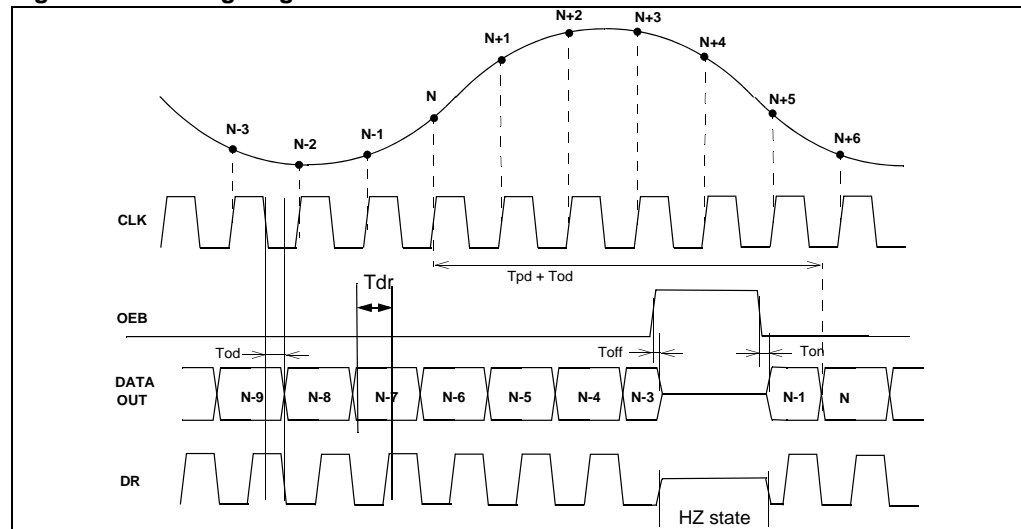 N+2
N+3
N+1
N+4
N
N+5
N-3
N-1
N+6
N-2
CLK
Tpd + Tod
Tdr
OEB
Tod
Toff
Ton
DATA
OUT
N-9
N-8
N-7
N-6
N-5
N-4
N-3
N-1
N
DR
HZ state